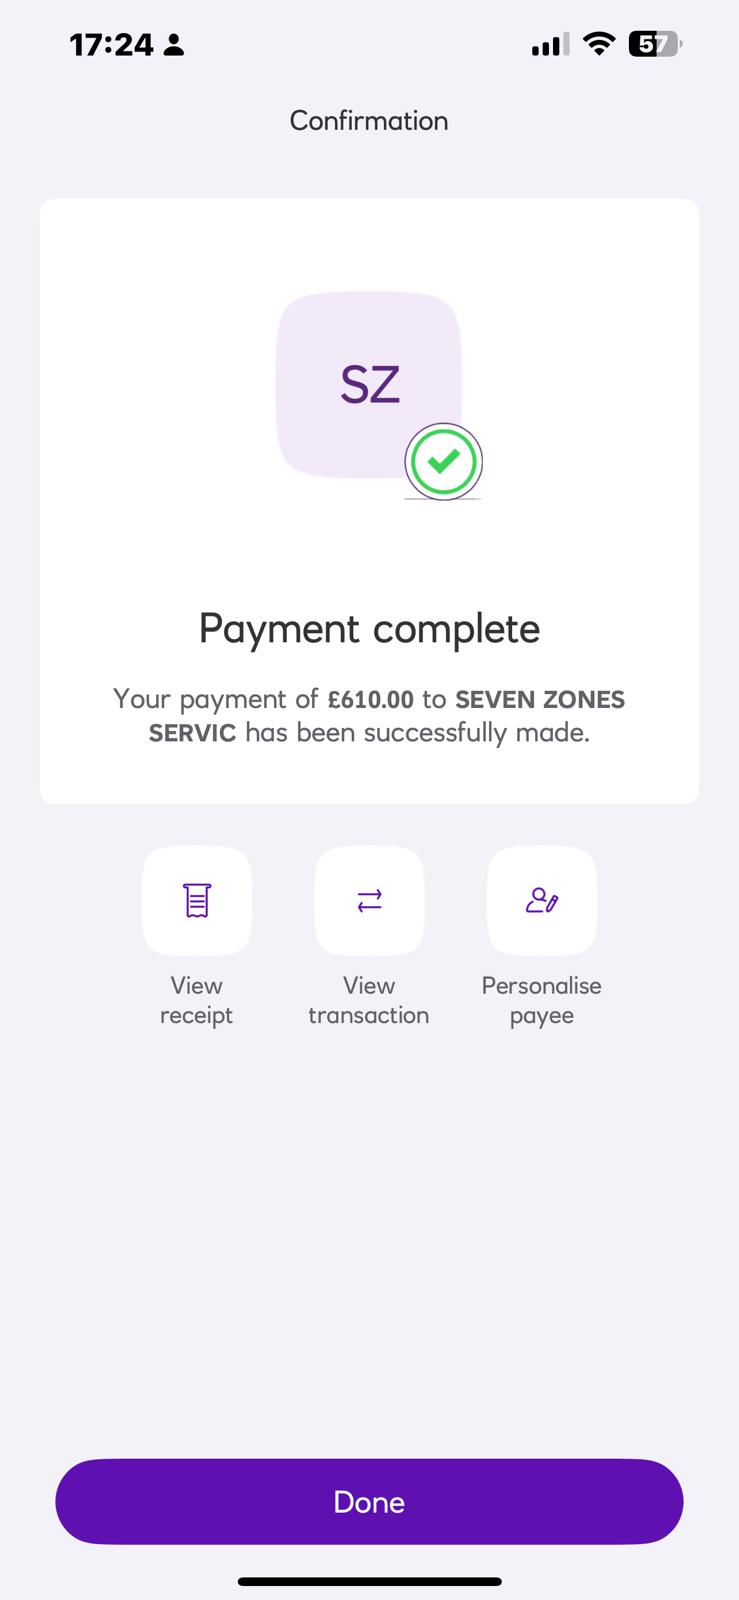 17:24
57
Confirmation
SZ
Payment complete
Your payment of £610.00 to SEVEN ZONES
SERVIC has been successfully made.
View
receipt
View
transaction
Personalise
payee
Done